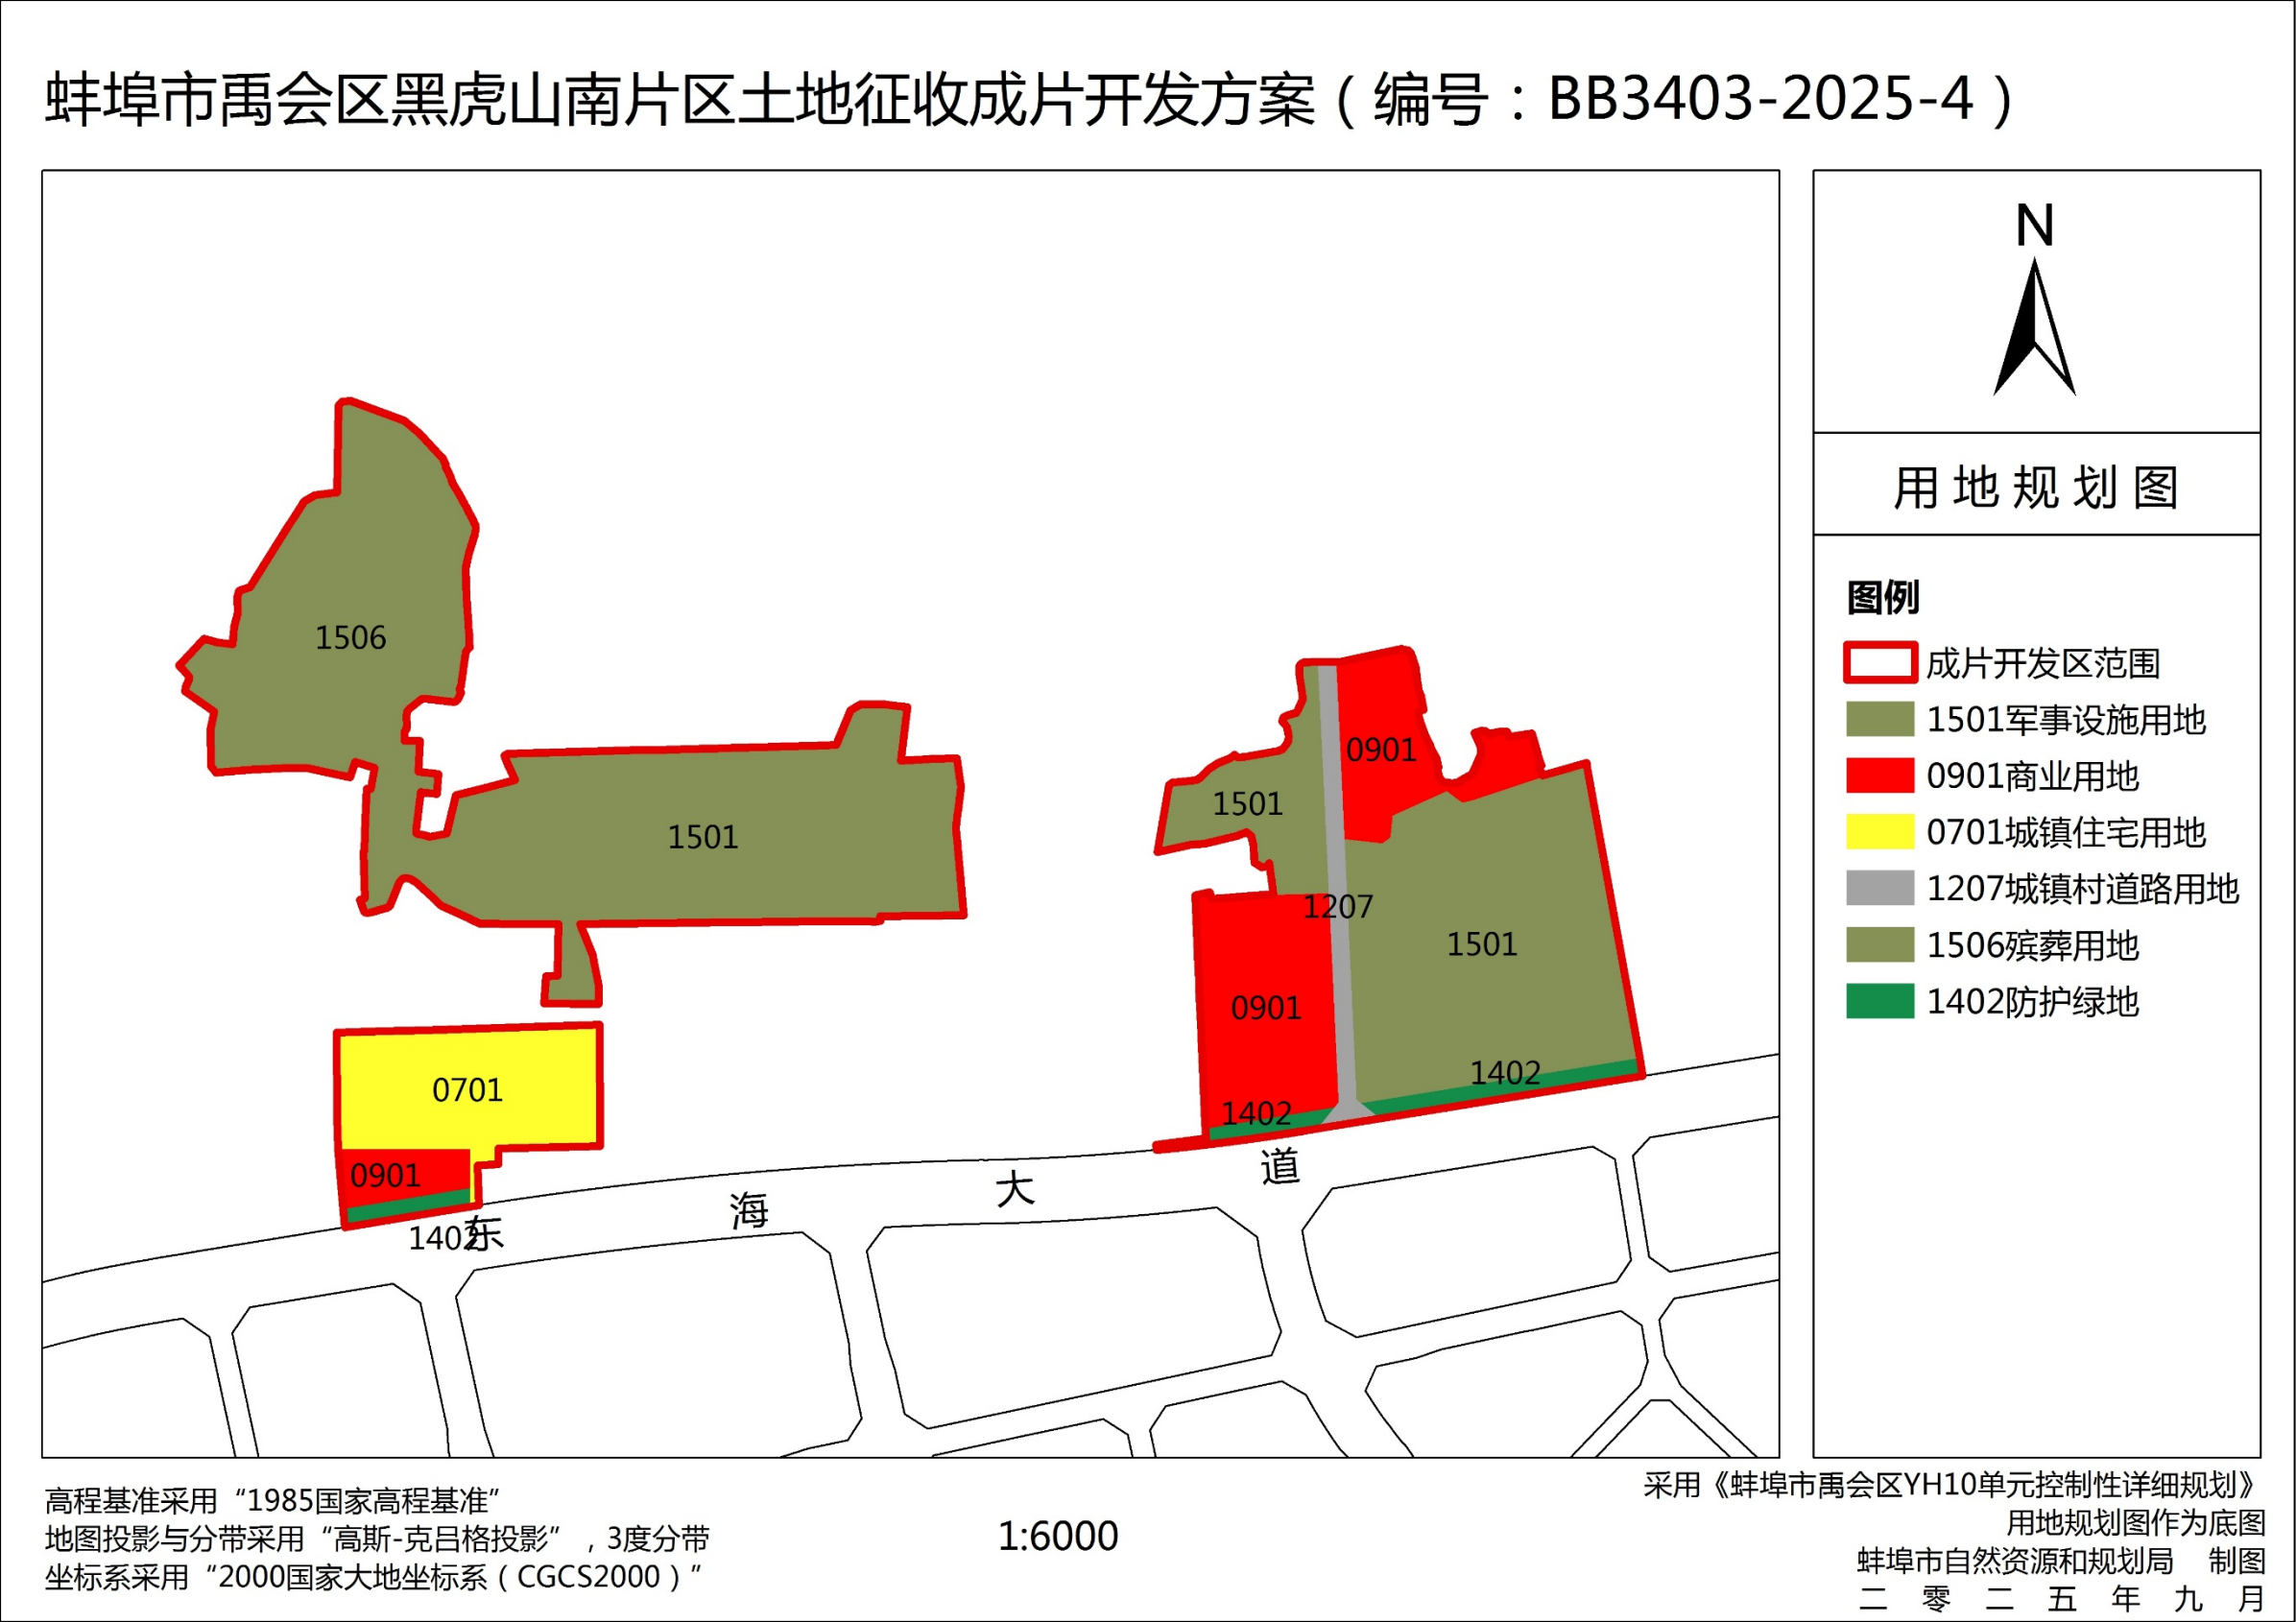 蚌埠市禹会区黑虎山南片区土地征收成片开发方案（编号：BB3403-2025-4）
N
用地规划图
图例
成片开发区范围
1501军事设施用地
0901商业用地
0701城镇住宅用地
1207城镇村道路用地
1506殡葬用地
1402防护绿地
1506
1501
0901
1501
1207
1501
0901
1402
1402
0701
0901
1402
东海大道
高程基准采用“1985国家高程基准”
地图投影与分带采用“高斯-克吕格投影”，3度分带
坐标系采用“2000国家大地坐标系（CGCS2000）”
1:6000
采用《蚌埠市禹会区YH10单元控制性详细规划》
用地规划图作为底图
蚌埠市自然资源和规划局 制图
二零二五年九月